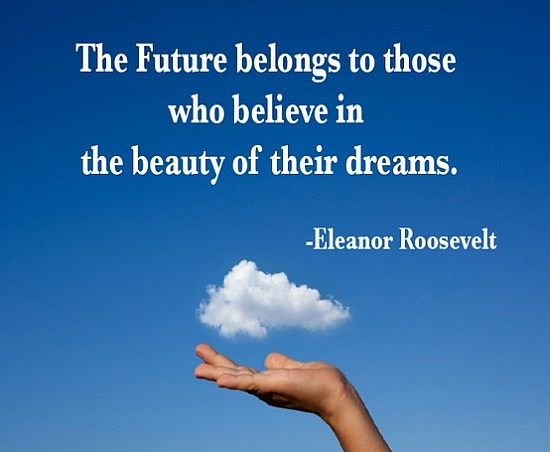 The Future belongs to those
who believe in
the beauty of their dreams.
-Eleanor Roosevelt